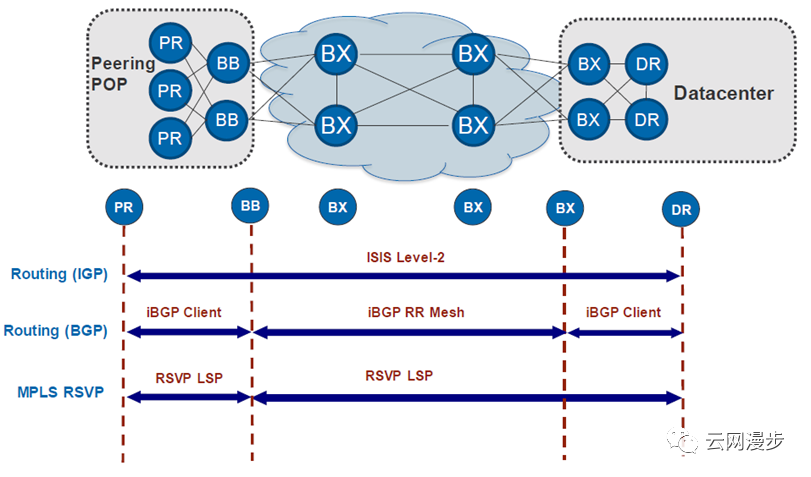 PR
BB
BX
BX
BX
DR
Peering
POP
PR
Datacenter
PR
BB
BX
BX
BX
DR
PR
BB
BX
BX
BX
DR
ISIS Level-2
Routing (IGP)
iBGP Client
iBGP RR Mesh
iBGP Client
Routing (BGP)
RSVP LSP
RSVP LSP
MPLS RSVP
云网漫步